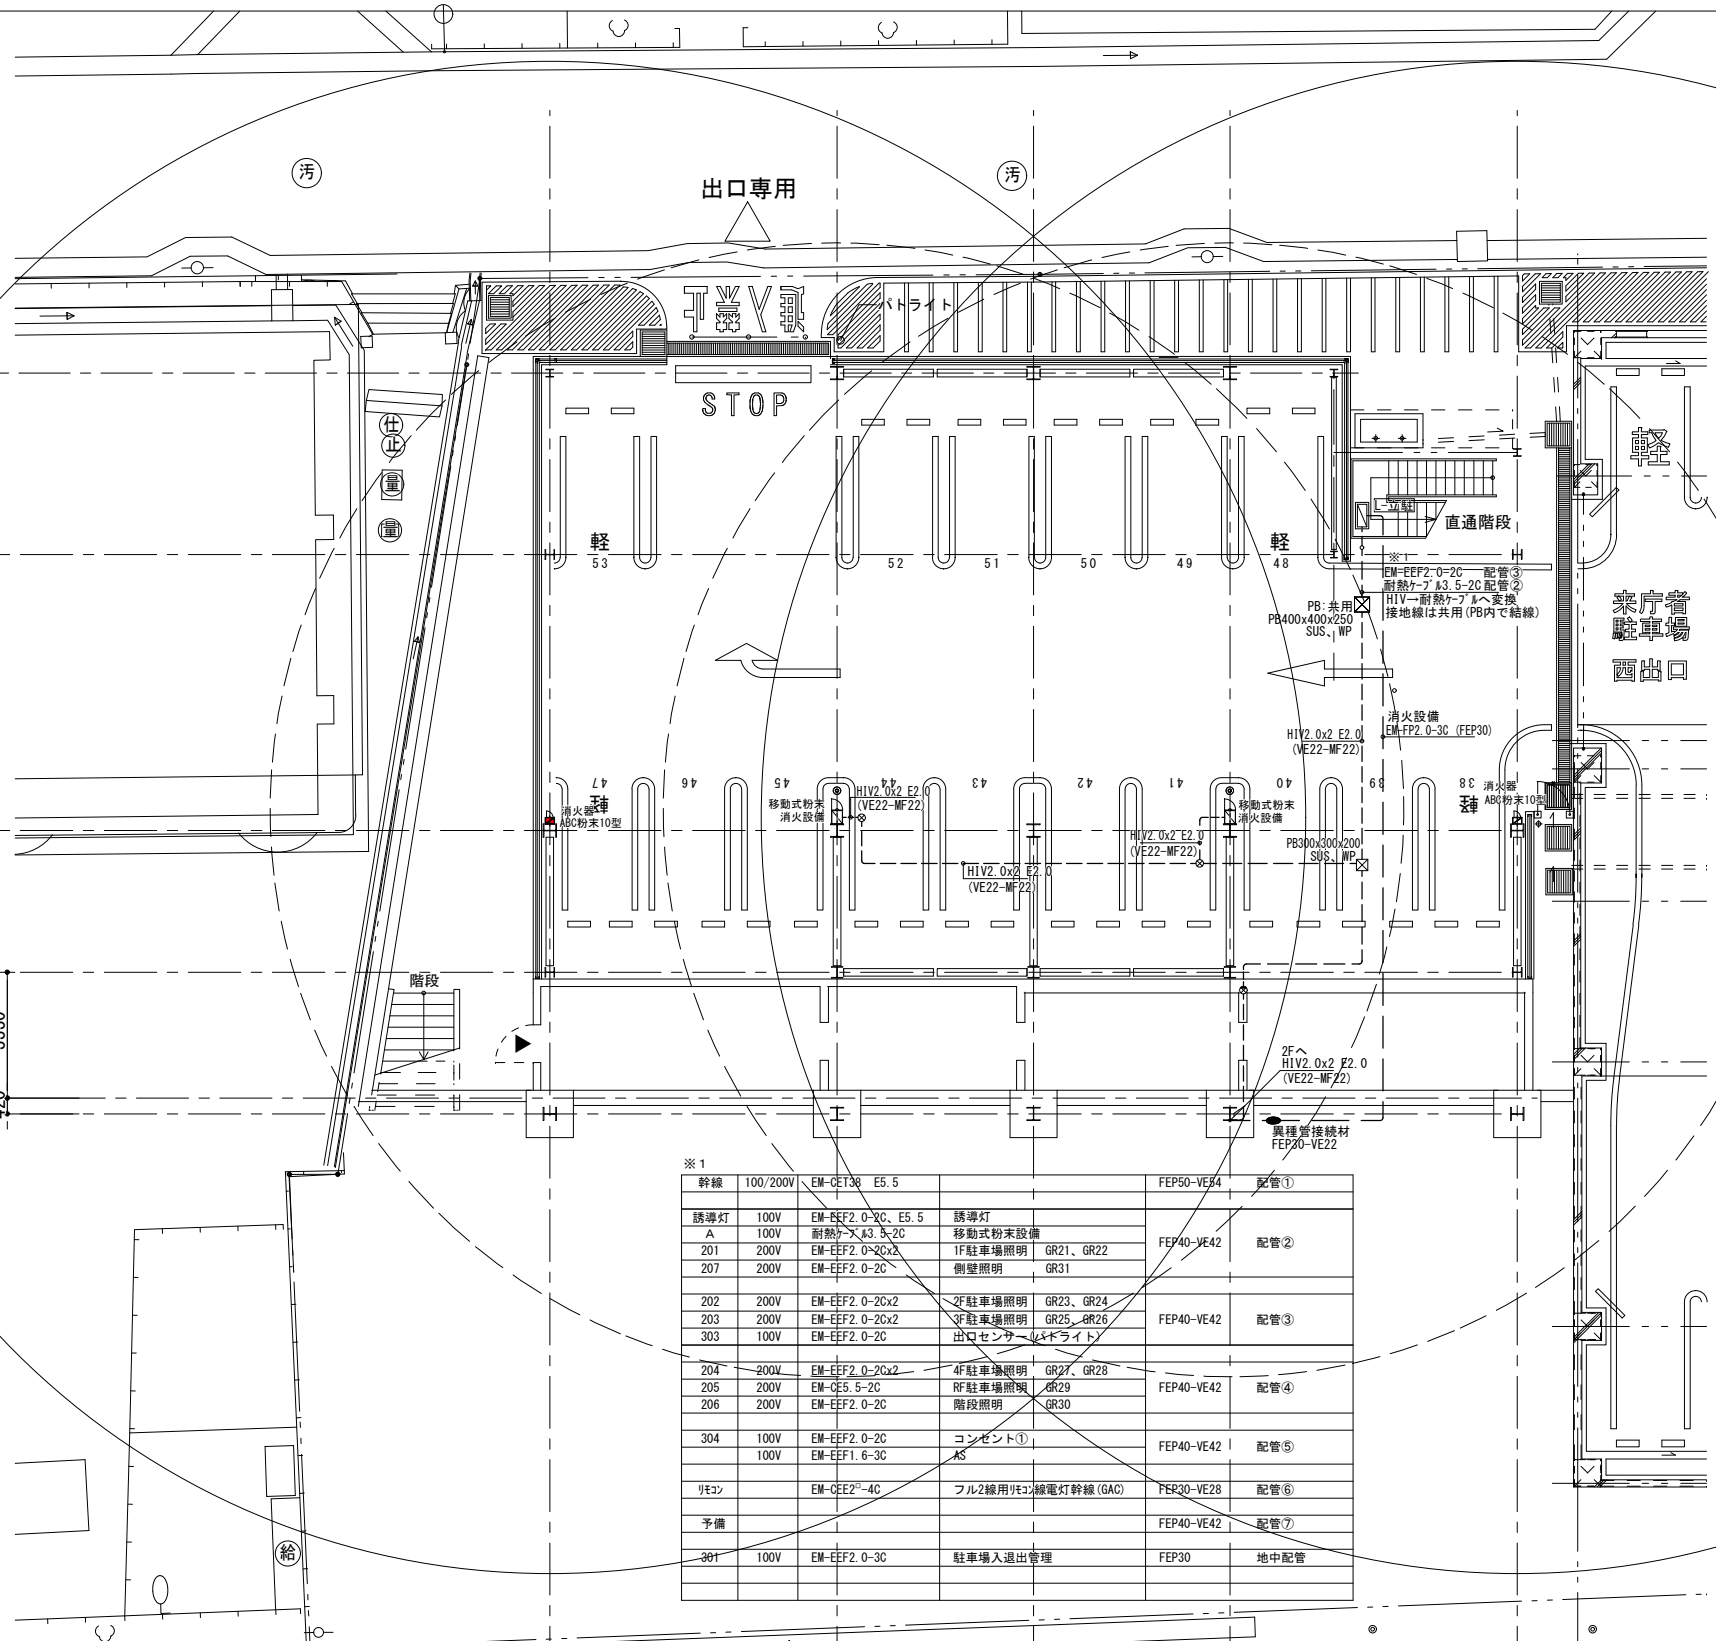 汚
汚
出口専用
パトライト
STOP
仕
止
量
量
軽
53
52
51
50
49
軽
48
L-立駐
直通階段
※1
EM-EEF2.0-2C 配管③
耐熱ケーブル3.5-2C 配管②
HIV→耐熱ケーブルへ変換
接地線は共用(PB内で結線)
PB:共用
PB400x400x250
SUS、WP
軽
来庁者
駐車場
西出口
消火設備
EM-FP2.0-3C (FEP30)
HIV2.0x2 E2.0
(VE22-MF22)
47
46
45
44
43
42
41
40
39
38
軽
軽
消火器
ABC粉末10型
移動式粉末
消火設備
HIV2.0x2 E2.0
(VE22-MF22)
移動式粉末
消火設備
消火器
ABC粉末10型
HIV2.0x2 E2.0
(VE22-MF22)
PB300x300x200
SUS、WP
HIV2.0x2 E2.0
(VE22-MF22)
階段
2Fへ
HIV2.0x2 E2.0
(VE22-MF22)
異種管接続材
FEP30-VE22
※1
幹線 100/200V EM-CET38 E5.5 FEP50-VE54 配管①
誘導灯 100V EM-EEF2.0-2C、E5.5 誘導灯
A 100V 耐熱ケーブル3.5-2C 移動式粉末設備
FEP40-VE42 配管②
201 200V EM-EEF2.0-2Cx2 1F駐車場照明 GR21、GR22
207 200V EM-EEF2.0-2C 側壁照明 GR31
202 200V EM-EEF2.0-2Cx2 2F駐車場照明 GR23、GR24
203 200V EM-EEF2.0-2Cx2 3F駐車場照明 GR25、GR26 FEP40-VE42 配管③
303 100V EM-EEF2.0-2C 出口センサー(パトライト)
204 200V EM-EEF2.0-2Cx2 4F駐車場照明 GR27、GR28
205 200V EM-CE5.5-2C RF駐車場照明 GR29 FEP40-VE42 配管④
206 200V EM-EEF2.0-2C 階段照明 GR30
304 100V EM-EEF2.0-2C コンセント①
FEP40-VE42 配管⑤
100V EM-EEF1.6-3C AS
リモコン EM-CEE2□-4C フル2線用リモコン線電灯幹線(GAC) FEP30-VE28 配管⑥
予備 FEP40-VE42 配管⑦
301 100V EM-EEF2.0-3C 駐車場入退出管理 FEP30 地中配管
給